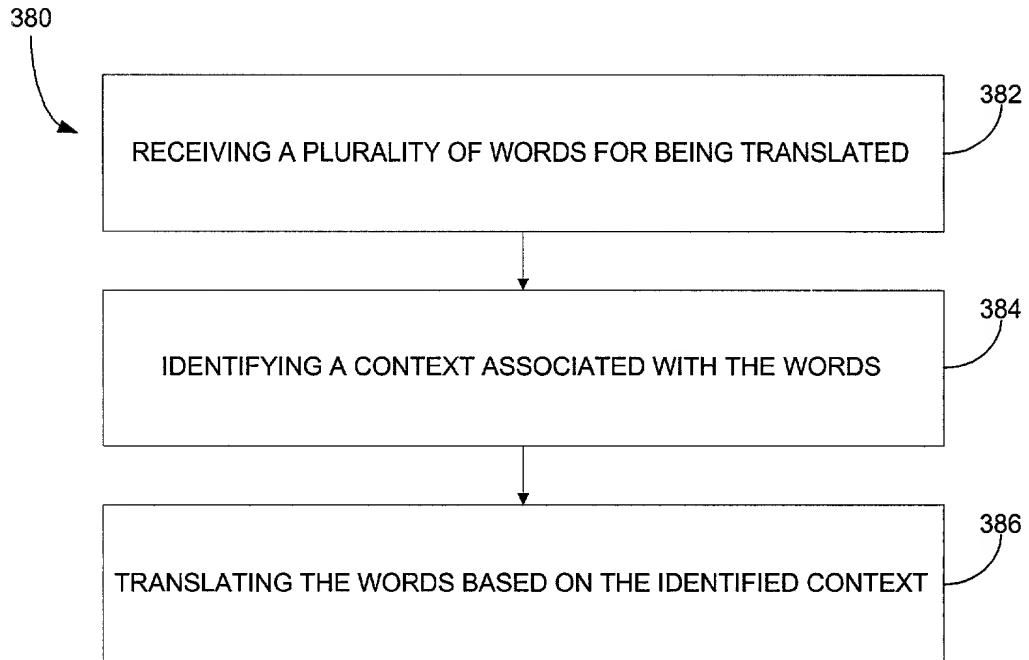 380
382
RECEIVING A PLURALITY OF WORDS FOR BEING TRANSLATED
384
IDENTIFYING A CONTEXT ASSOCIATED WITH THE WORDS
386
TRANSLATING THE WORDS BASED ON THE IDENTIFIED CONTEXT